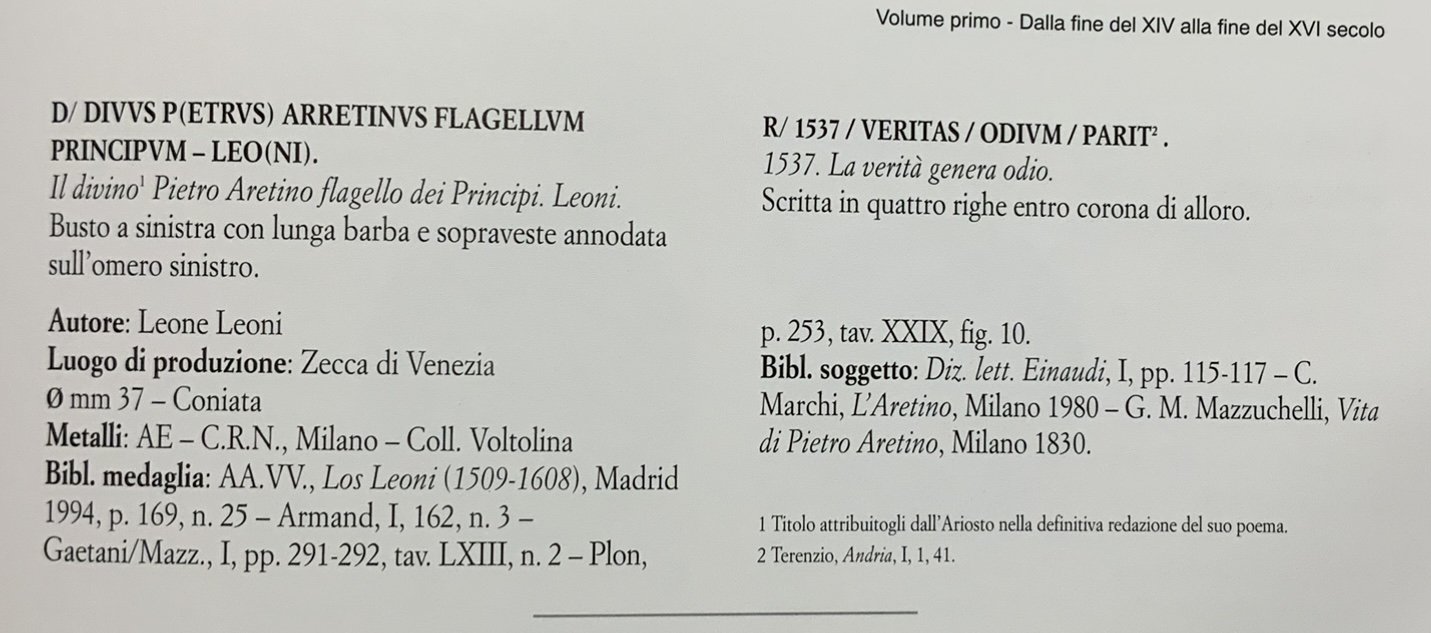 Volume primo - Dalla fine del XIV alla fine del XVI secolo
D/ DIVVS P(ETRVS) ARRETINVS FLAGELLVM
PRINCIPVM – LEO(NI).
Il divino¹ Pietro Aretino flagello dei Principi. Leoni.
Busto a sinistra con lunga barba e sopraveste annodata
sull’omero sinistro.
Autore: Leone Leoni
Luogo di produzione: Zecca di Venezia
Ø mm 37 – Coniata
Metalli: AE – C.R.N., Milano – Coll. Voltolina
Bibl. medaglia: AA.VV., Los Leoni (1509-1608), Madrid
1994, p. 169, n. 25 – Armand, I, 162, n. 3 –
Gaetani/Mazz., I, pp. 291-292, tav. LXIII, n. 2 – Plon,
R/ 1537 / VERITAS / ODIVM / PARIT² .
1537. La verità genera odio.
Scritta in quattro righe entro corona di alloro.
p. 253, tav. XXIX, fig. 10.
Bibl. soggetto: Diz. lett. Einaudi, I, pp. 115-117 – C.
Marchi, L’Aretino, Milano 1980 – G. M. Mazzuchelli, Vita
di Pietro Aretino, Milano 1830.
1 Titolo attribuitogli dall’Ariosto nella definitiva redazione del suo poema.
2 Terenzio, Andria, I, 1, 41.